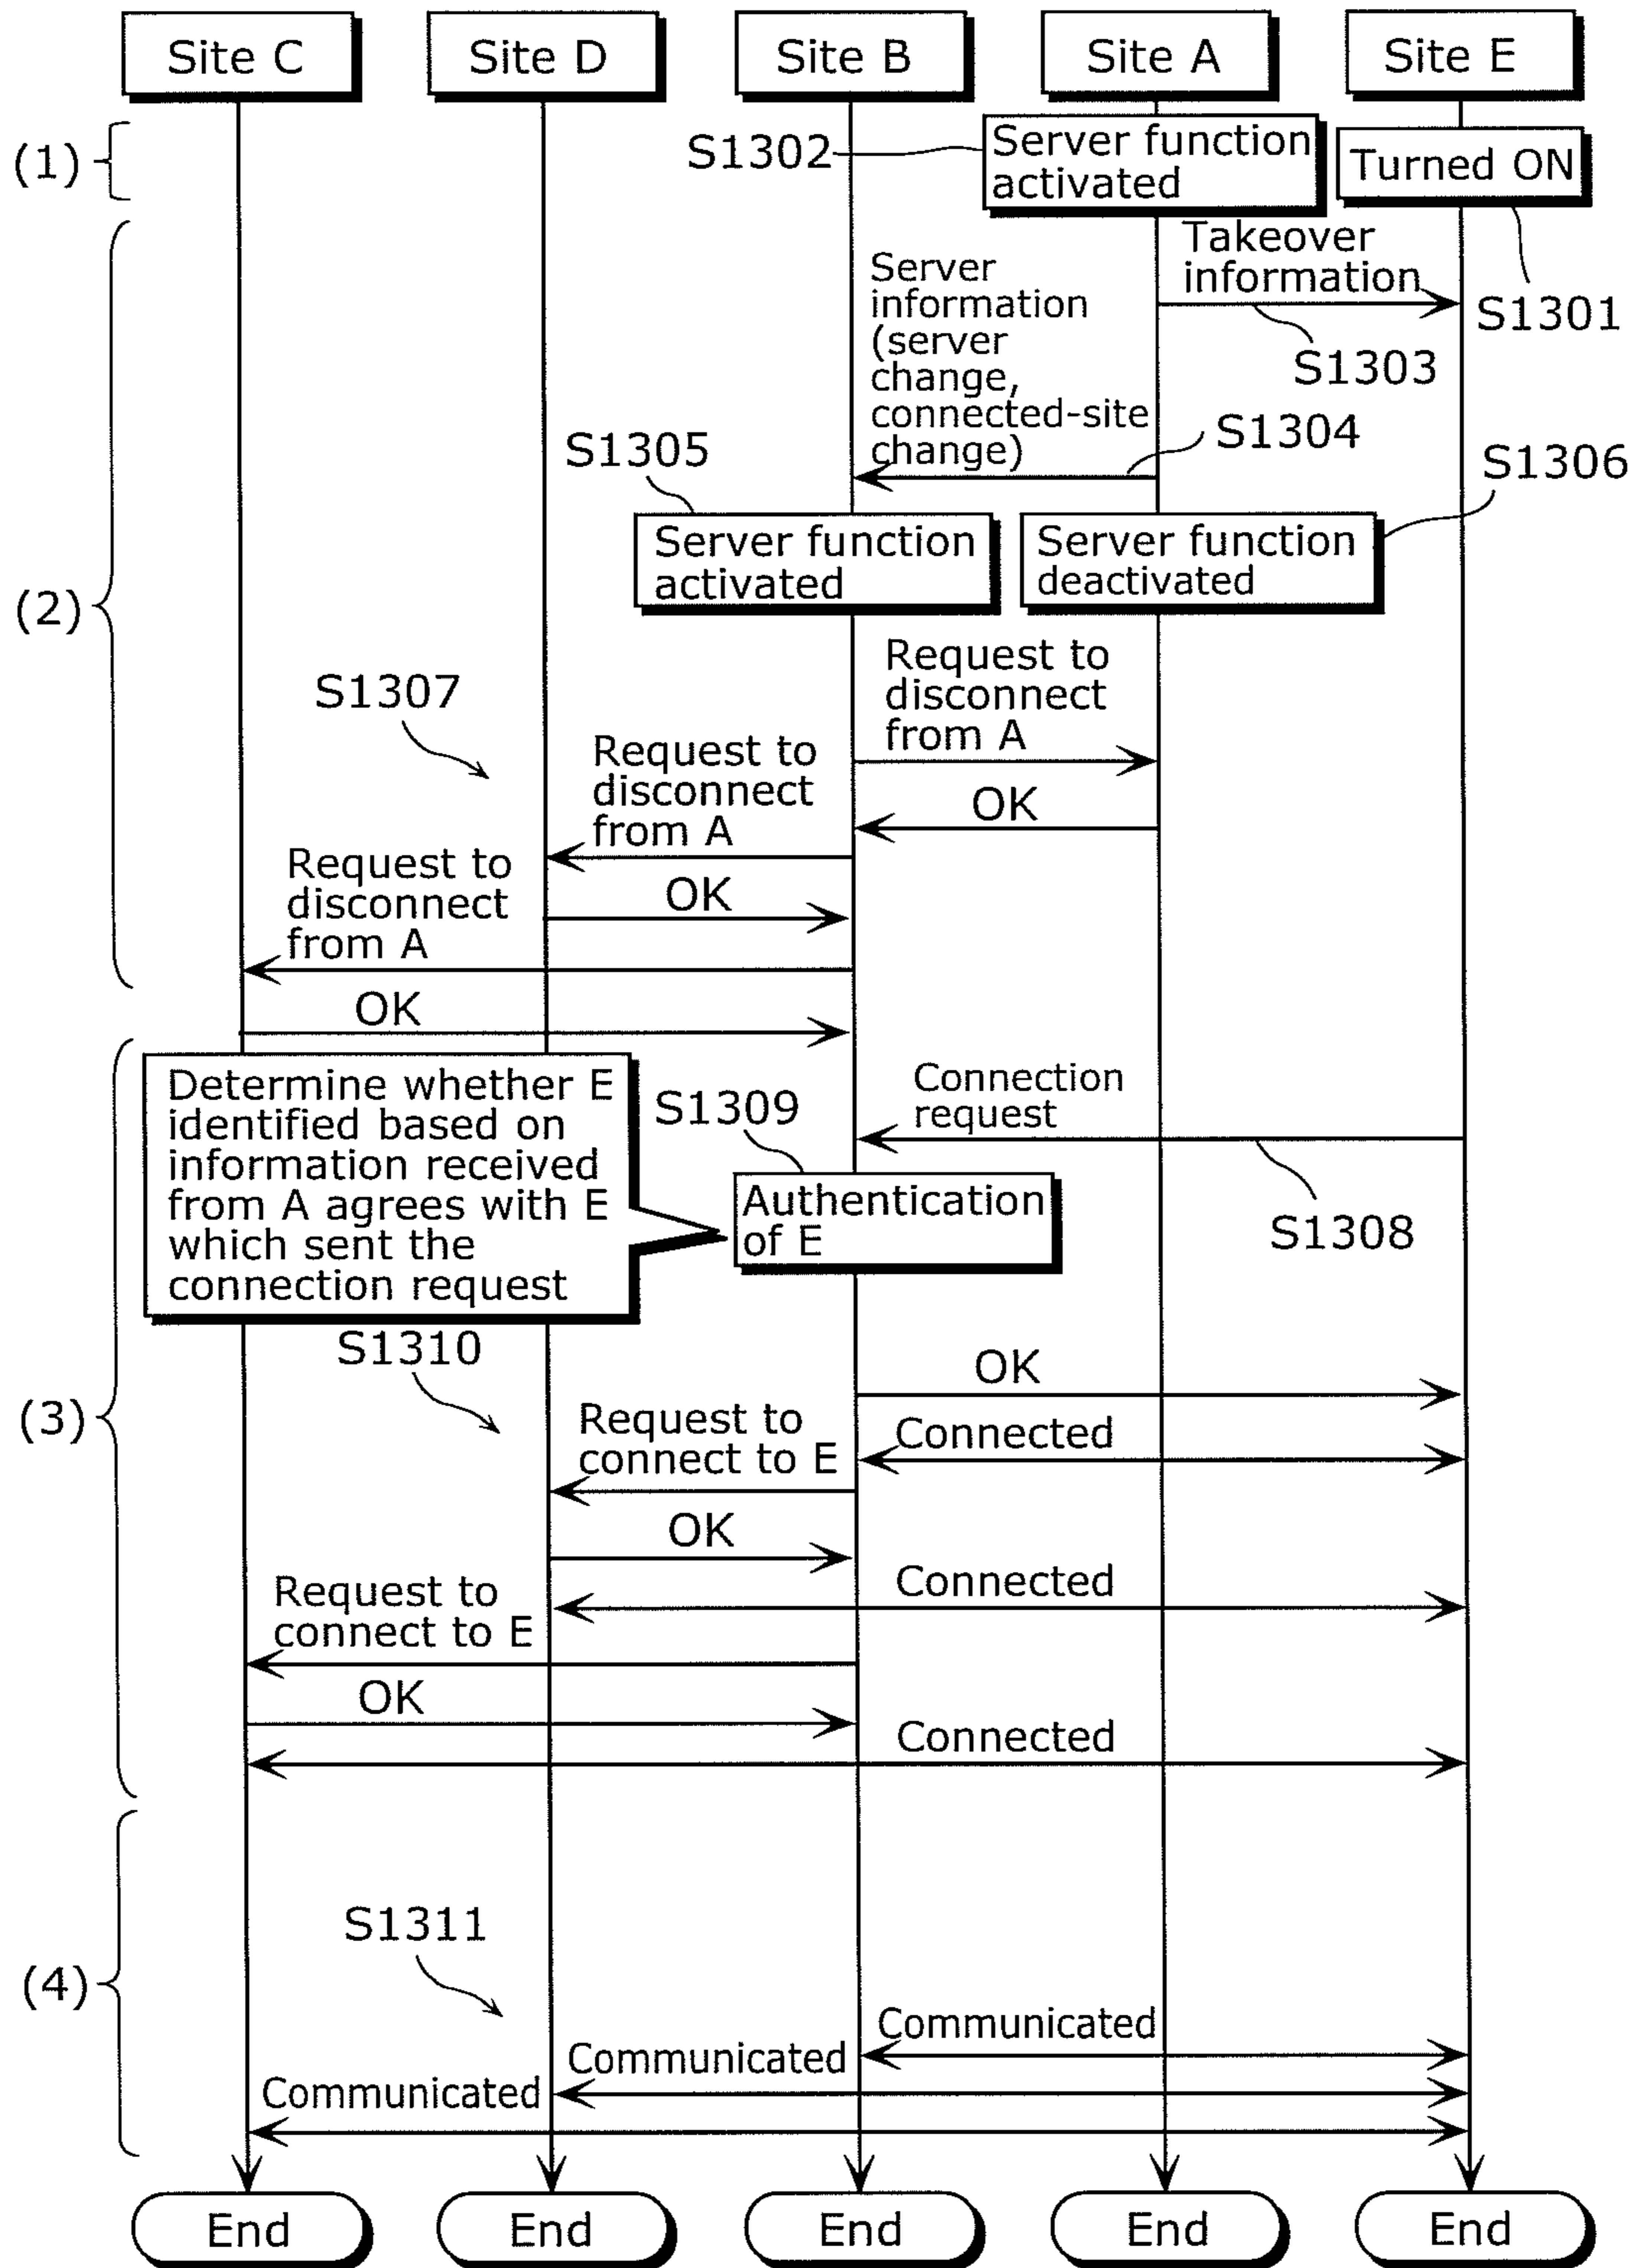 Site C
Site D
Site B
Site A
Site E
(1)
S1302
Server function
activated
Turned ON
S1301
(2)
Takeover
information
S1303
Server
information
(server
change,
connected-site
change)
S1304
S1305
S1306
Server function
activated
Server function
deactivated
S1307
Request to
disconnect
from A
OK
Request to
disconnect
from A
OK
Request to
disconnect
from A
OK
(3)
Determine whether E
identified based on
information received
from A agrees with E
which sent the
connection request
Connection
request
S1308
S1309
Authentication
of E
S1310
OK
Connected
Request to
connect to E
OK
Connected
Request to
connect to E
OK
Connected
(4)
S1311
Communicated
Communicated
Communicated
End
End
End
End
End